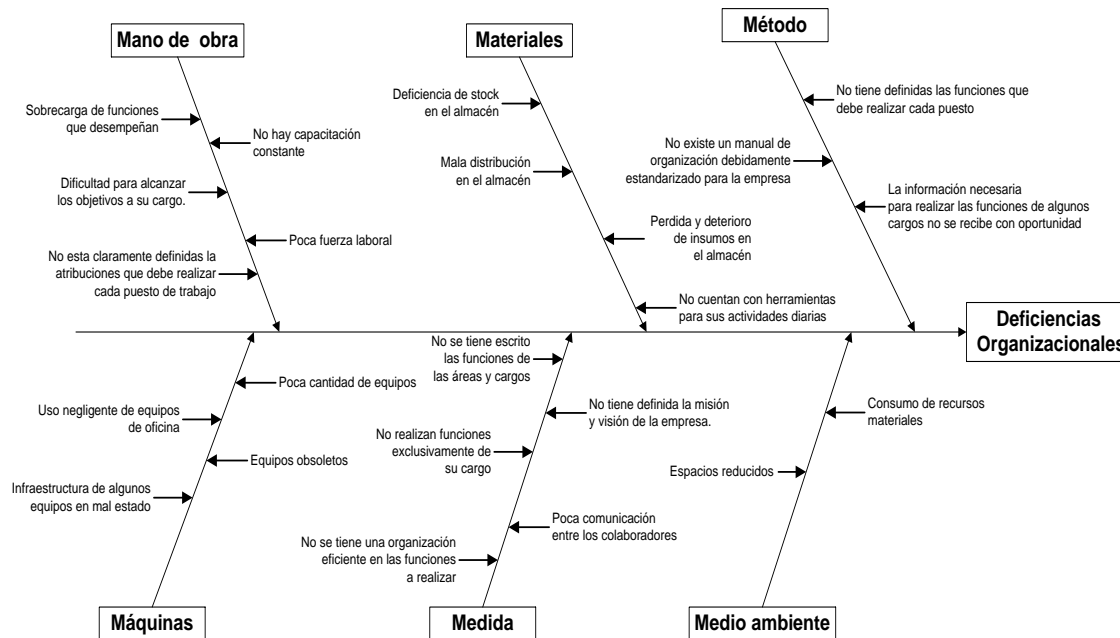 Mano de obra
Materiales
Método
Sobrecarga de funciones
que desempeñan
No hay capacitación
constante
Dificultad para alcanzar
los objetivos a su cargo.
Poca fuerza laboral
No esta claramente definidas la
atribuciones que debe realizar
cada puesto de trabajo
Deficiencia de stock
en el almacén
Mala distribución
en el almacén
Perdida y deterioro
de insumos en
el almacén
No cuentan con herramientas
para sus actividades diarias
No tiene definidas las funciones que
debe realizar cada puesto
No existe un manual de
organización debidamente
estandarizado para la empresa
La información necesaria
para realizar las funciones de algunos
cargos no se recibe con oportunidad
Deficiencias
Organizacionales
Poca cantidad de equipos
Uso negligente de equipos
de oficina
Equipos obsoletos
Infraestructura de algunos
equipos en mal estado
No se tiene escrito
las funciones de
las áreas y cargos
No tiene definida la misión
y visión de la empresa.
No realizan funciones
exclusivamente de
su cargo
Poca comunicación
entre los colaboradores
No se tiene una organización
eficiente en las funciones
a realizar
Consumo de recursos
materiales
Espacios reducidos
Máquinas
Medida
Medio ambiente